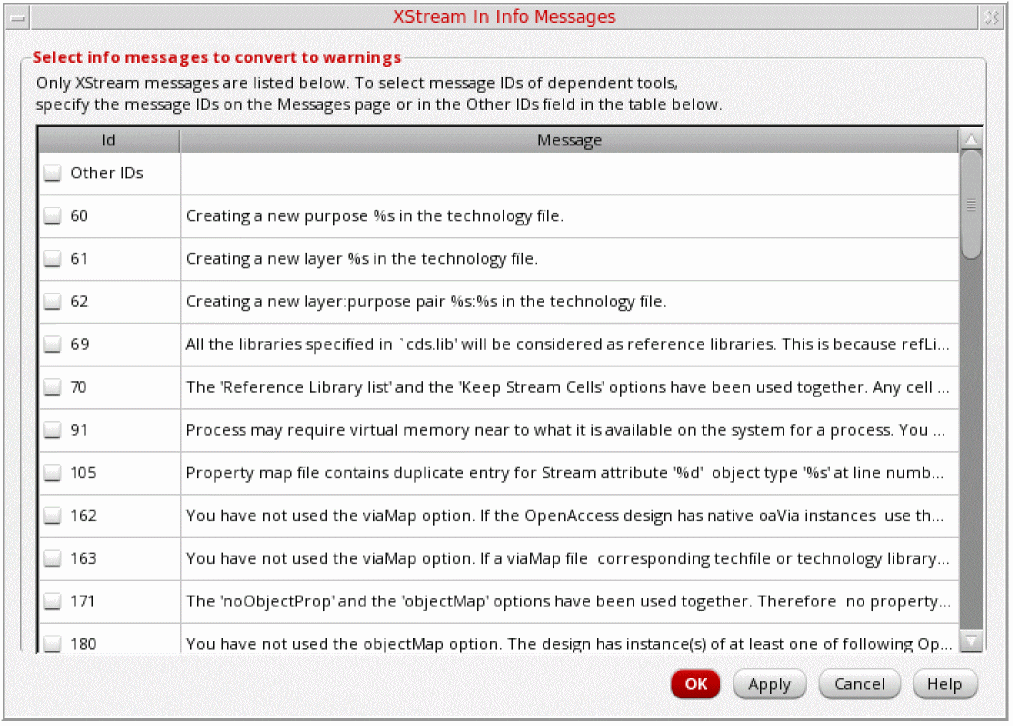 XStream In Info Messages
Select info messages to convert to warnings
Only XStream messages are listed below. To select message IDs of dependent tools,
specify the message IDs on the Messages page or in the Other IDs field in the table below.
Id Message
Other IDs
60 Creating a new purpose %s in the technology file.
61 Creating a new layer %s in the technology file.
62 Creating a new layer:purpose pair %s:%s in the technology file.
69 All the libraries specified in `cds.lib' will be considered as reference libraries. This is because refLi...
70 The 'Reference Library list' and the 'Keep Stream Cells' options have been used together. Any cell ...
91 Process may require virtual memory near to what it is available on the system for a process. You ...
105 Property map file contains duplicate entry for Stream attribute '%d' object type '%s' at line numb...
162 You have not used the viaMap option. If the OpenAccess design has native oaVia instances use th...
163 You have not used the viaMap option. If a viaMap file corresponding techfile or technology library...
171 The 'noObjectProp' and the 'objectMap' options have been used together. Therefore no property...
180 You have not used the objectMap option. The design has instance(s) of at least one of following Op...
OK Apply Cancel Help